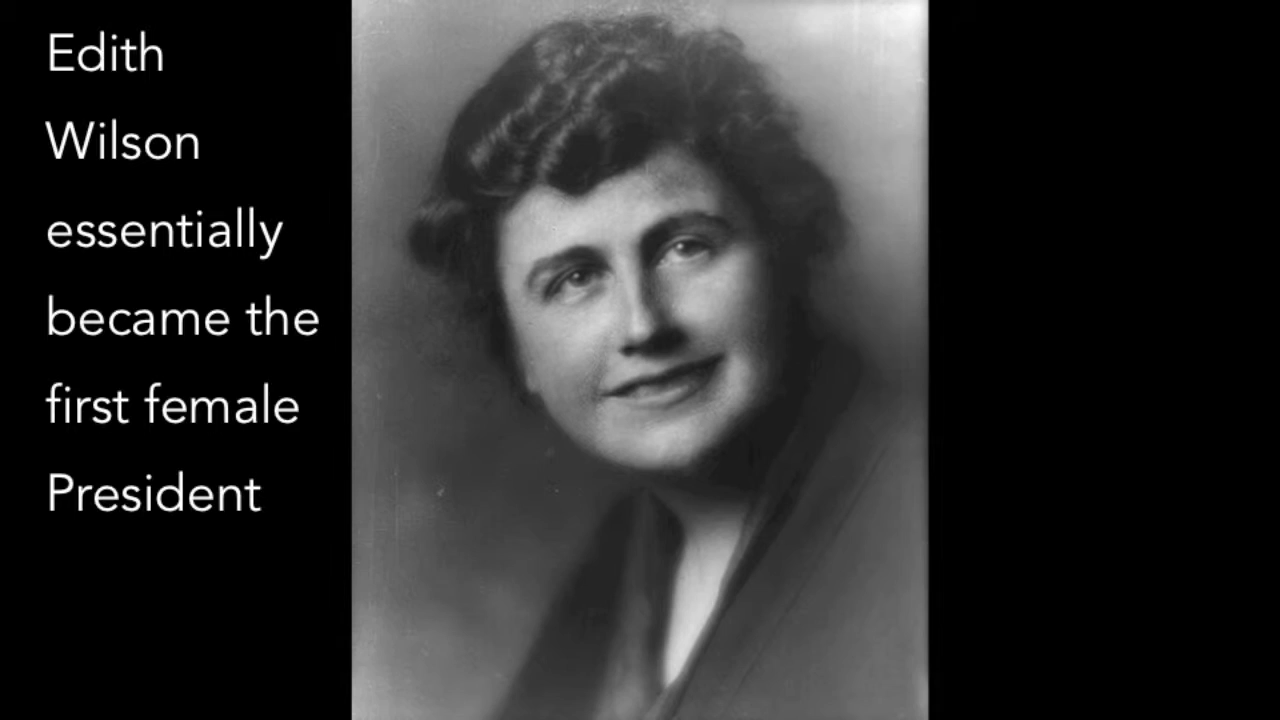 Edith
Wilson
essentially
became the
first female
President